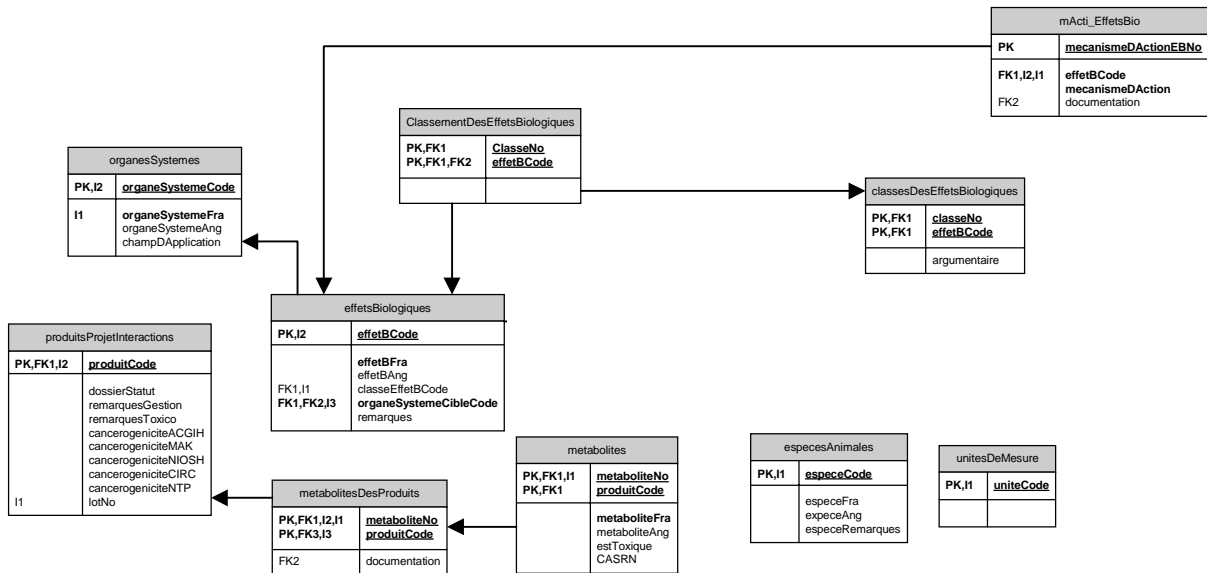 mActi_EffetsBio
PK mecanismeDActionEBNo
FK1,I2,I1 effetBCode
mecanismeDAction
FK2 documentation
ClassementDesEffetsBiologiques
PK,FK1 ClasseNo
PK,FK1,FK2 effetBCode
organesSystemes
PK,I2 organeSystemeCode
I1 organeSystemeFra
organeSystemeAng
champDApplication
classesDesEffetsBiologiques
PK,FK1 classeNo
PK,FK1 effetBCode
argumentaire
effetsBiologiques
PK,I2 effetBCode
effetBFra
effetBAng
FK1,I1 classeEffetBCode
FK1,FK2,I3 organeSystemeCibleCode
remarques
produitsProjetInteractions
PK,FK1,I2 produitCode
dossierStatut
remarquesGestion
remarquesToxico
cancerogeniciteACGIH
cancerogeniciteMAK
cancerogeniciteNIOSH
cancerogeniciteCIRC
cancerogeniciteNTP
I1 lotNo
metabolitesDesProduits
PK,FK1,I2,I1 metaboliteNo
PK,FK3,I3 produitCode
FK2 documentation
metabolites
PK,FK1,I1 metaboliteNo
PK,FK1 produitCode
metaboliteFra
metaboliteAng
estToxique
CASRN
especesAnimales
PK,I1 especeCode
especeFra
expeceAng
especeRemarques
unitesDeMesure
PK,I1 uniteCode